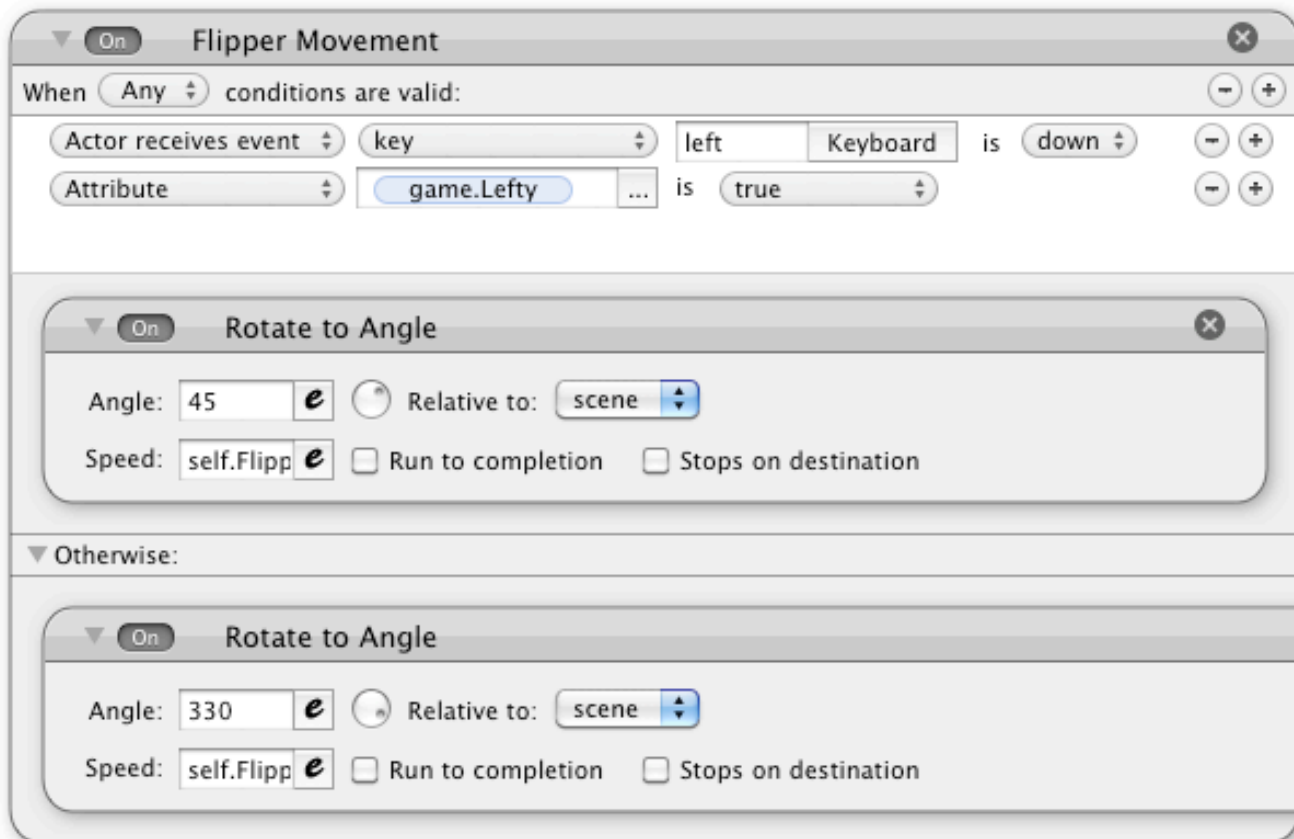 On Flipper Movement
When Any conditions are valid:
Actor receives event key left Keyboard is down
Attribute game.Lefty ... is true
On Rotate to Angle
Angle: 45 e Relative to: scene
Speed: self.Flipp e Run to completion Stops on destination
Otherwise:
On Rotate to Angle
Angle: 330 e Relative to: scene
Speed: self.Flipp e Run to completion Stops on destination